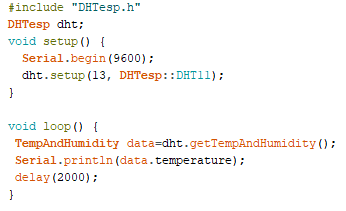 #include "DHTesp.h"
DHTesp dht;
void setup() {
  Serial.begin(9600);
  dht.setup(13, DHTesp::DHT11);
}

void loop() {
 TempAndHumidity data=dht.getTempAndHumidity();
 Serial.println(data.temperature);
 delay(2000);
}